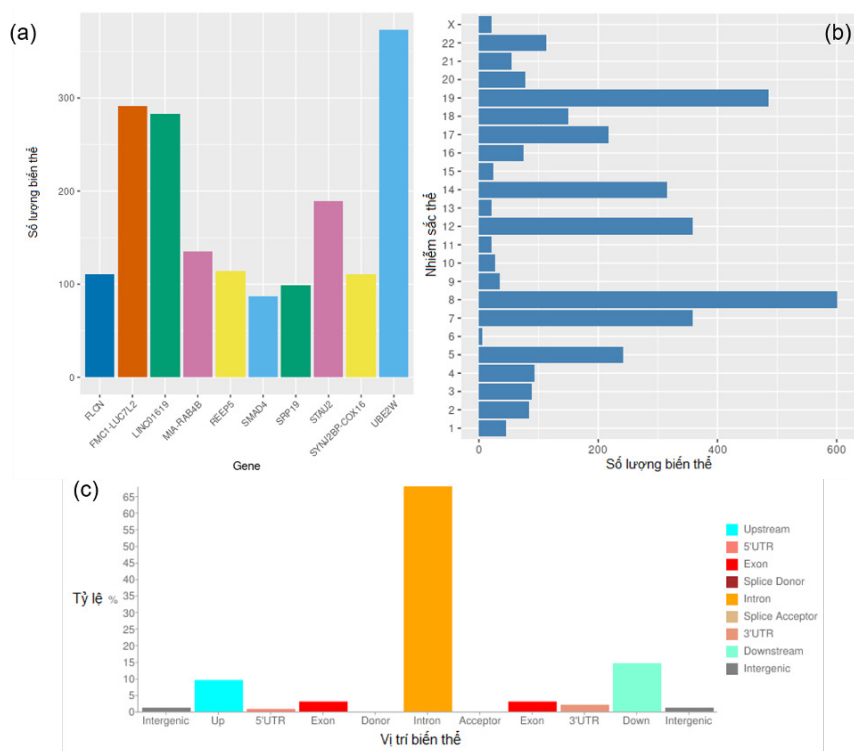 (a)
Số lượng biến thể
300
200
100
0
FLCN
FMC1-LUC7L2
LINC01619
MIA-RAB4B
REEP5
SMAD4
SRP19
STAU2
SYNJ2BP-COX16
UBE2W
Gene
(b)
Nhiễm sắc thể
X
22
21
20
19
18
17
16
15
14
13
12
11
10
9
8
7
6
5
4
3
2
1
0
200
400
600
Số lượng biến thể
(c)
Tỷ lệ %
65
60
55
50
45
40
35
30
25
20
15
10
5
0
Intergenic
Up
5'UTR
Exon
Donor
Intron
Acceptor
Exon
3'UTR
Down
Intergenic
Vị trí biến thể
Upstream
5'UTR
Exon
Splice Donor
Intron
Splice Acceptor
3'UTR
Downstream
Intergenic